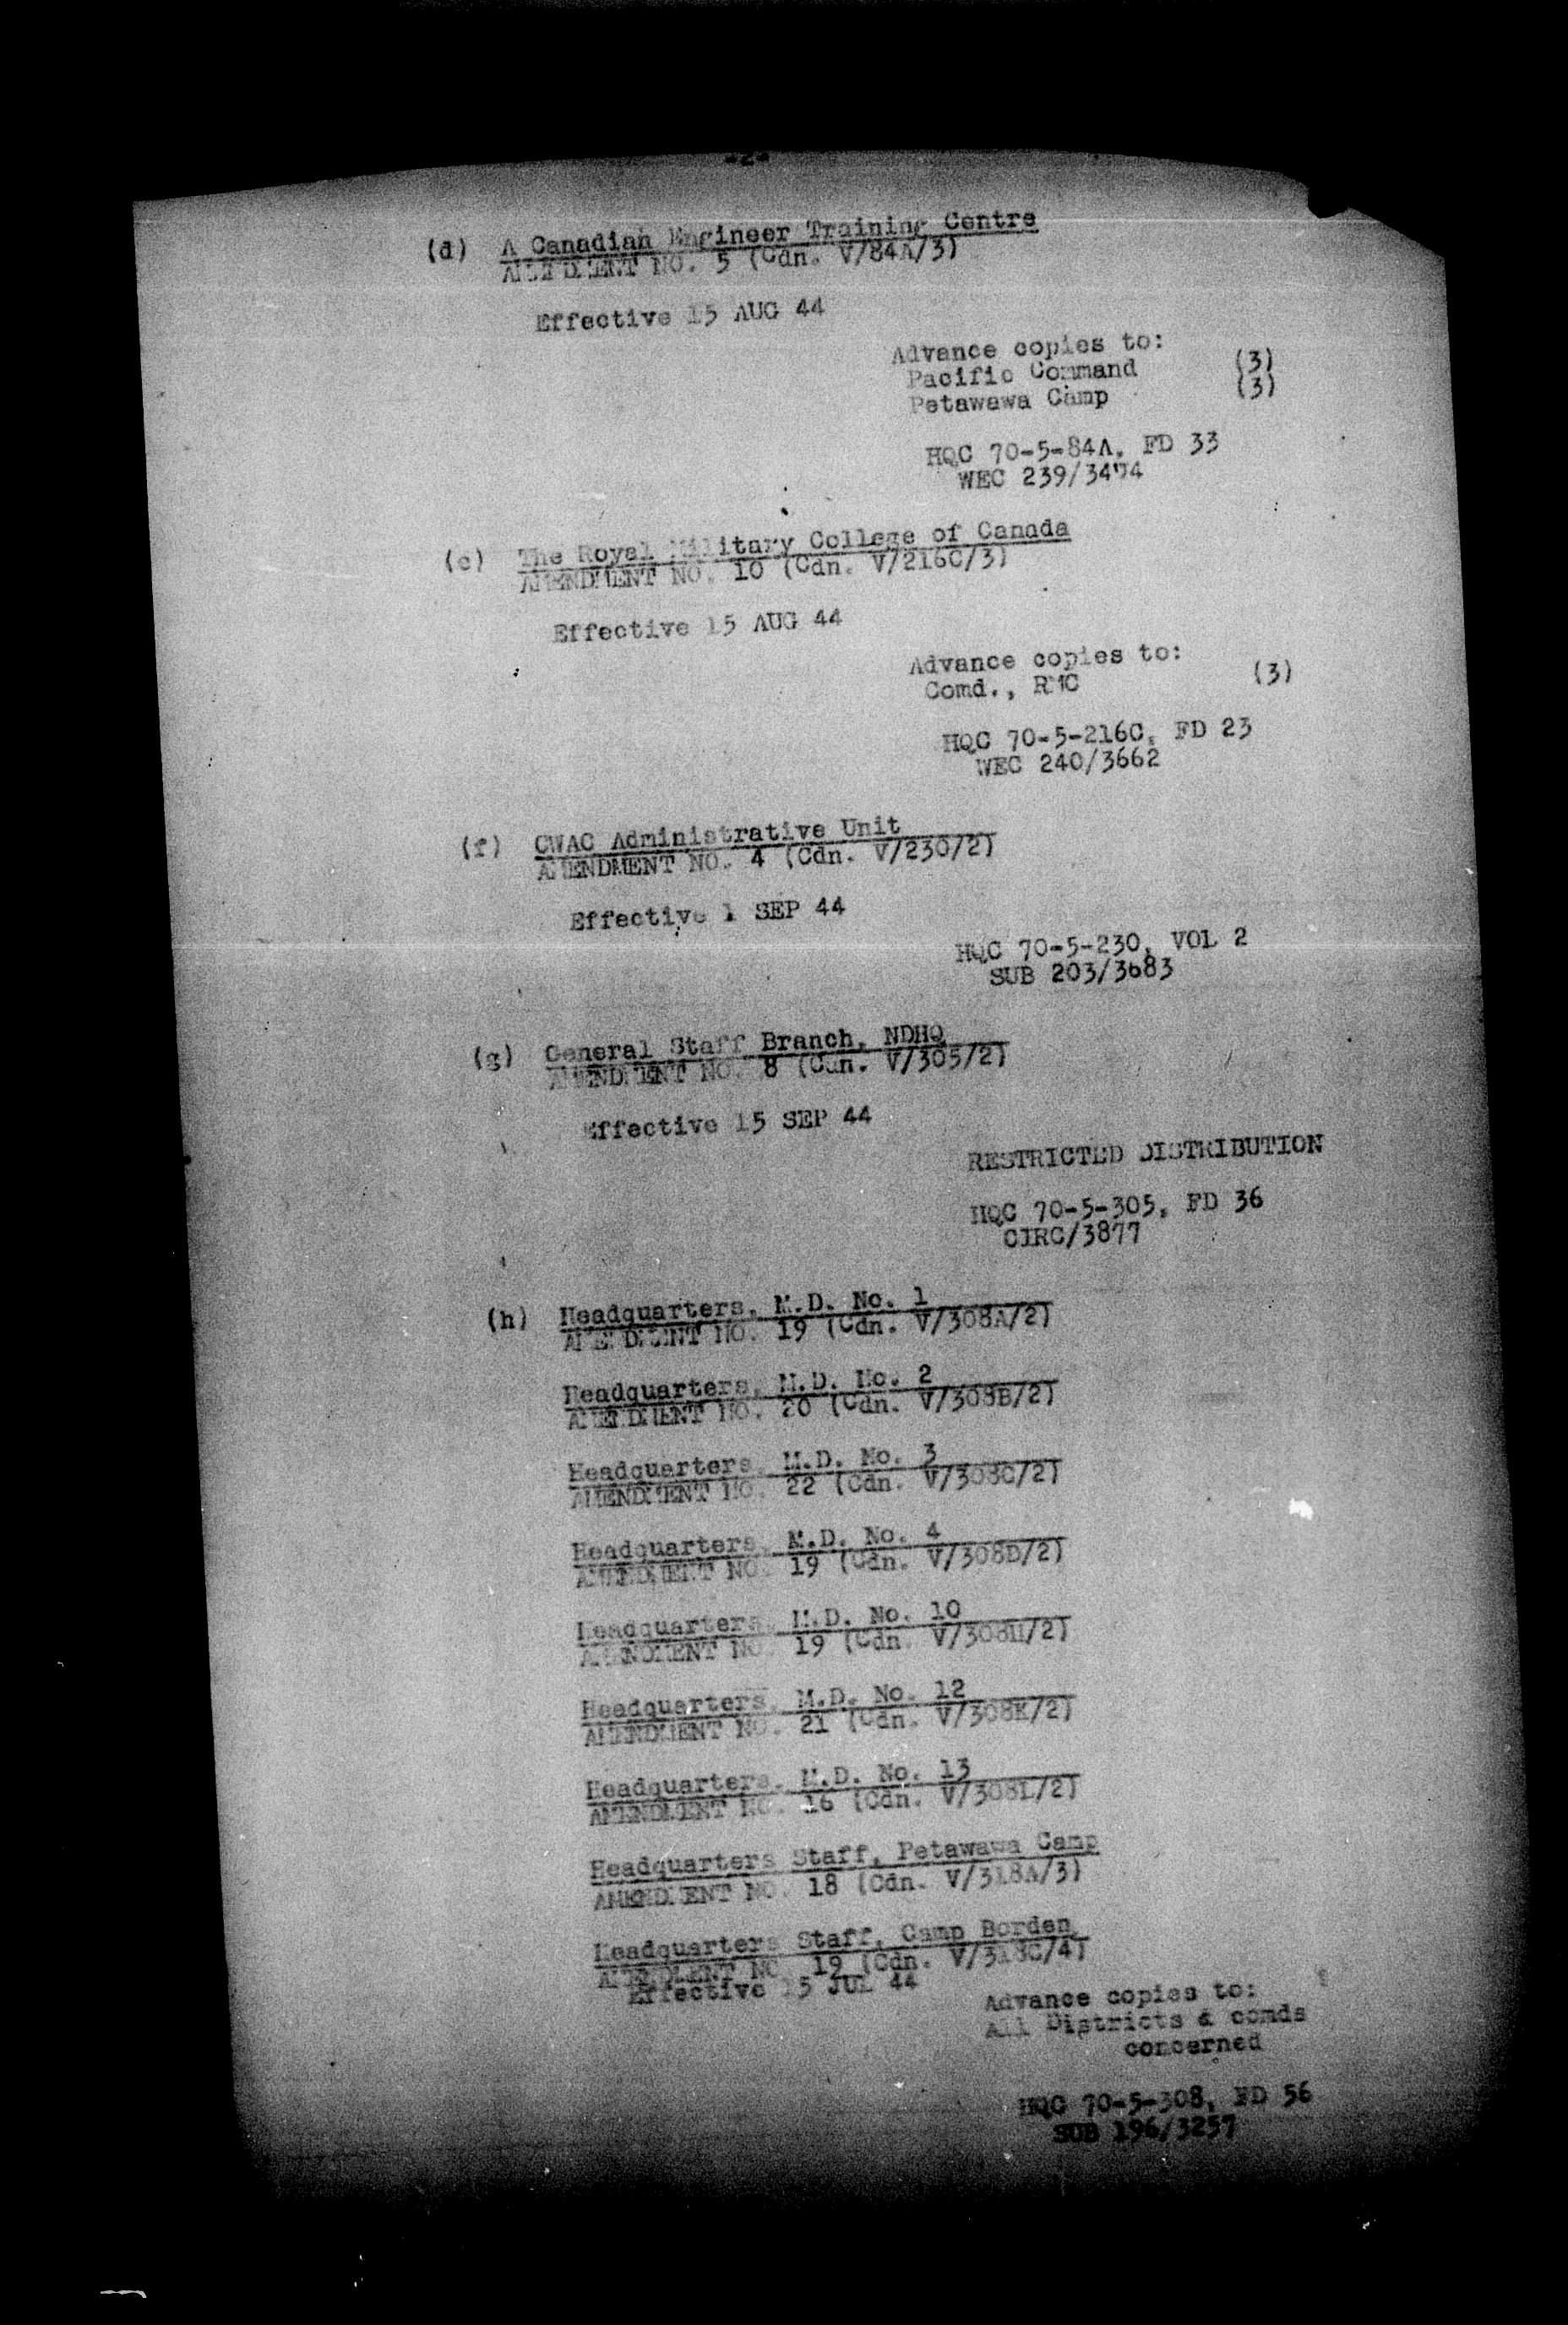 -2-
(d) A Canadian Engineer Training Centre
AMENDMENT NO. 5 (Cdn. V/84A/3)
Effective 15 AUG 44
Advance copies to:
Pacific Command (3)
Petawawa Camp (3)
HQC 70-5-84A, FD 33
WEC 239/3474
(e) The Royal Military College of Canada
AMENDMENT NO. 10 (Cdn. V/216C/3)
Effective 15 AUG 44
Advance copies to:
Comd., RMC (3)
HQC 70-5-216C, FD 23
WEC 240/3662
(f) CWAC Administrative Unit
AMENDMENT NO. 4 (Cdn. V/230/2)
Effective 1 SEP 44
HQC 70-5-230, VOL 2
SUB 203/3683
(g) General Staff Branch, NDHQ
AMENDMENT NO. 8 (Cdn. V/305/2)
Effective 15 SEP 44
RESTRICTED DISTRIBUTION
HQC 70-5-305, FD 36
CIRC/3877
(h) Headquarters, M.D. No. 1
AMENDMENT NO. 19 (Cdn. V/308A/2)
Headquarters, M.D. No. 2
AMENDMENT NO. 20 (Cdn. V/308B/2)
Headquarters, M.D. No. 3
AMENDMENT NO. 22 (Cdn. V/308C/2)
Headquarters, M.D. No. 4
AMENDMENT NO. 19 (Cdn. V/308D/2)
Headquarters, M.D. No. 10
AMENDMENT NO. 19 (Cdn. V/308H/2)
Headquarters, M.D. No. 12
AMENDMENT NO. 21 (Cdn. V/308K/2)
Headquarters, M.D. No. 13
AMENDMENT NO. 16 (Cdn. V/308L/2)
Headquarters Staff, Petawawa Camp
AMENDMENT NO. 18 (Cdn. V/318A/3)
Headquarters Staff, Camp Borden
AMENDMENT NO. 19 (Cdn. V/318C/4)
Effective 15 JUL 44
Advance copies to:
All Districts & comds
concerned
HQC 70-5-308, FD 56
SUB 196/3257